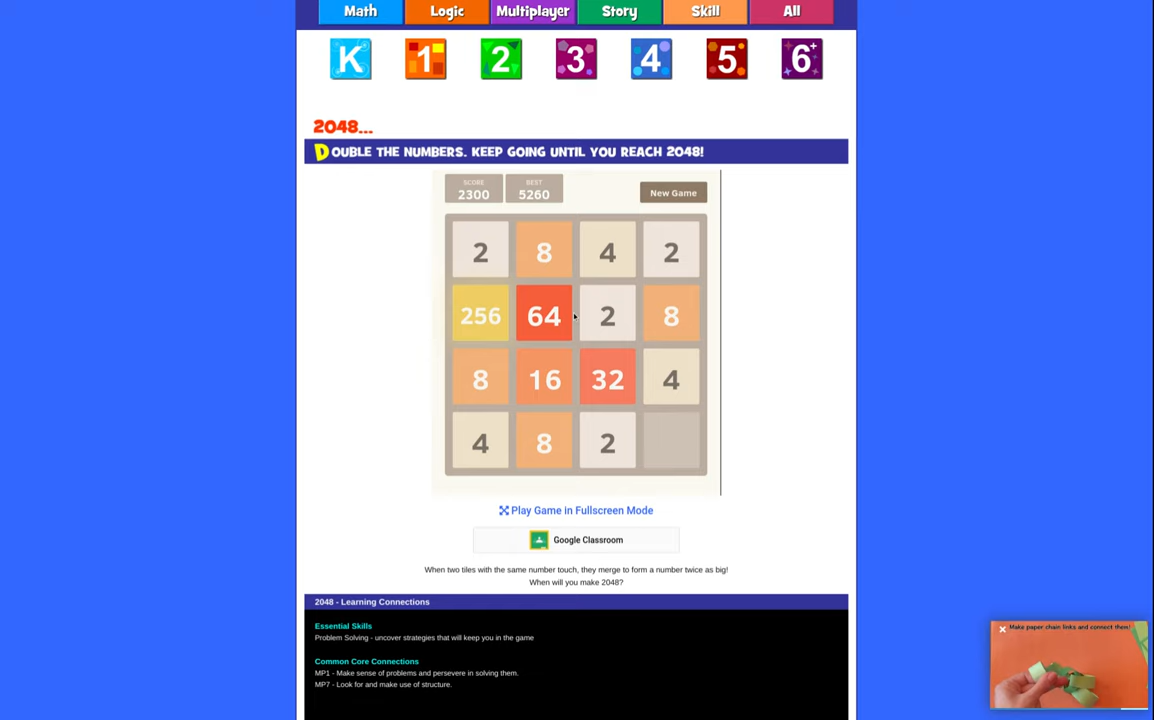 Math Logic Multiplayer Story Skill All
K 1 2 3 4 5 6+
2048...
DOUBLE THE NUMBERS. KEEP GOING UNTIL YOU REACH 2048!
SCORE BEST
2300 5260 New Game
2 8 4 2
256 64 2 8
8 16 32 4
4 8 2
Play Game in Fullscreen Mode
Google Classroom
When two tiles with the same number touch, they merge to form a number twice as big!
When will you make 2048?
2048 - Learning Connections
Essential Skills
Problem Solving - uncover strategies that will keep you in the game
Make paper chain links and connect them!
Common Core Connections
MP1 - Make sense of problems and persevere in solving them.
MP7 - Look for and make use of structure.